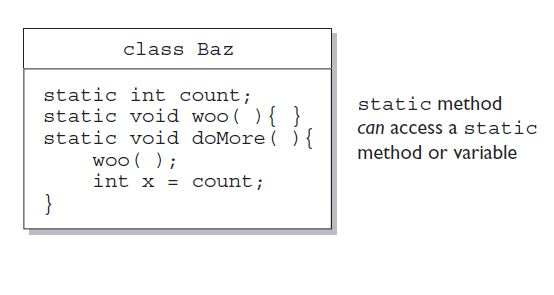 class Baz
static int count;
static void woo( ){ }
static void doMore( ){
woo( );
int x = count;
}
static method
can access a static
method or variable